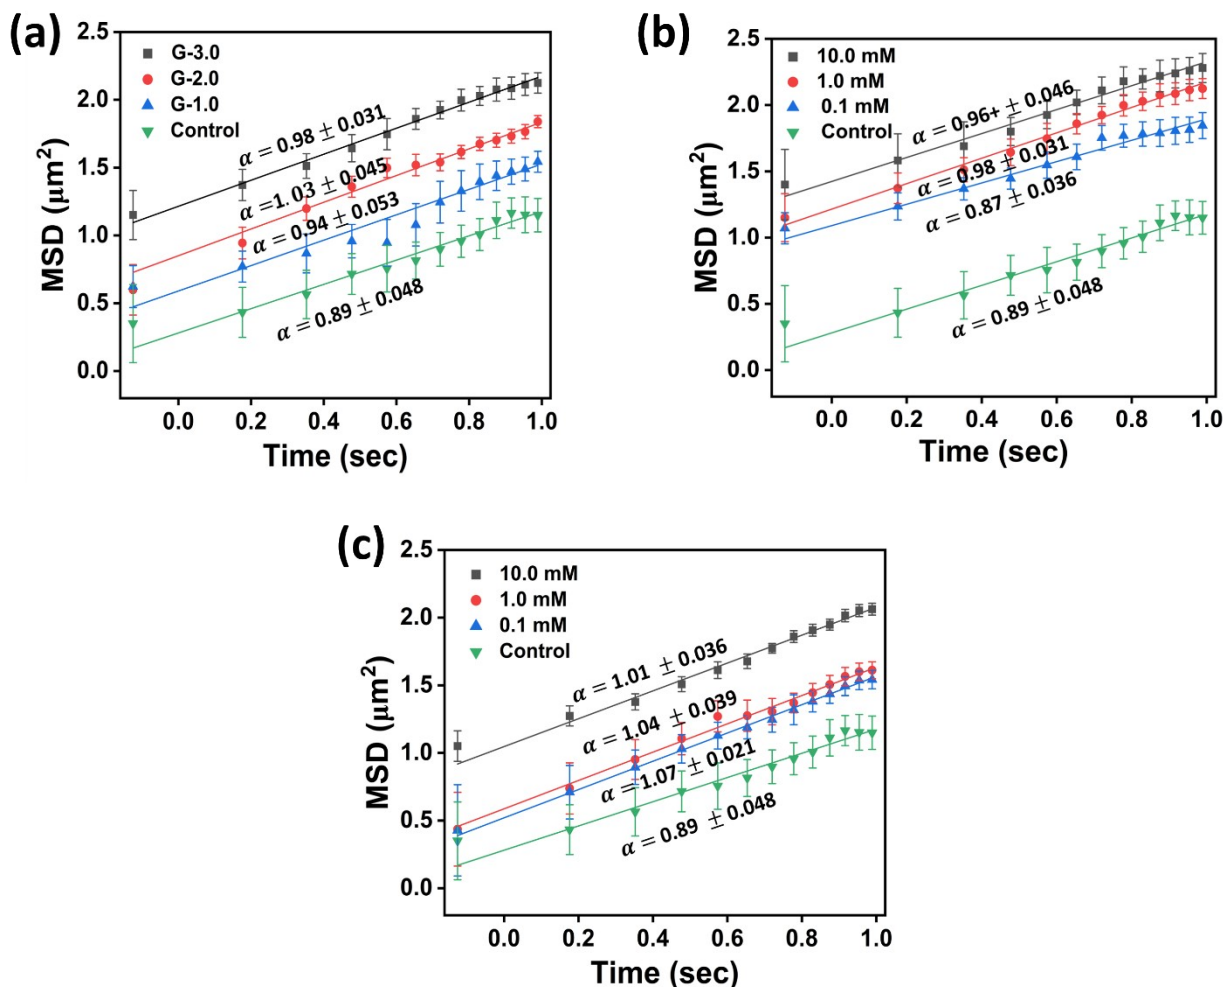 (a)
2.5
2.0
1.5
1.0
0.5
0.0
MSD (μm²)
G-3.0
G-2.0
G-1.0
Control
α = 0.98 ± 0.031
α =1.03 ± 0.045
α = 0.94 ± 0.053
α = 0.89 ± 0.048
0.0 0.2 0.4 0.6 0.8 1.0
Time (sec)
(b)
2.5
2.0
1.5
1.0
0.5
0.0
MSD (μm²)
10.0 mM
1.0 mM
0.1 mM
Control
α = 0.96+ ± 0.046
α = 0.98 ± 0.031
α = 0.87 ± 0.036
α = 0.89 ± 0.048
0.0 0.2 0.4 0.6 0.8 1.0
Time (sec)
(c)
2.5
2.0
1.5
1.0
0.5
0.0
MSD (μm²)
10.0 mM
1.0 mM
0.1 mM
Control
α = 1.01 ± 0.036
α = 1.04 ± 0.039
α = 1.07 ± 0.021
α = 0.89 ± 0.048
0.0 0.2 0.4 0.6 0.8 1.0
Time (sec)